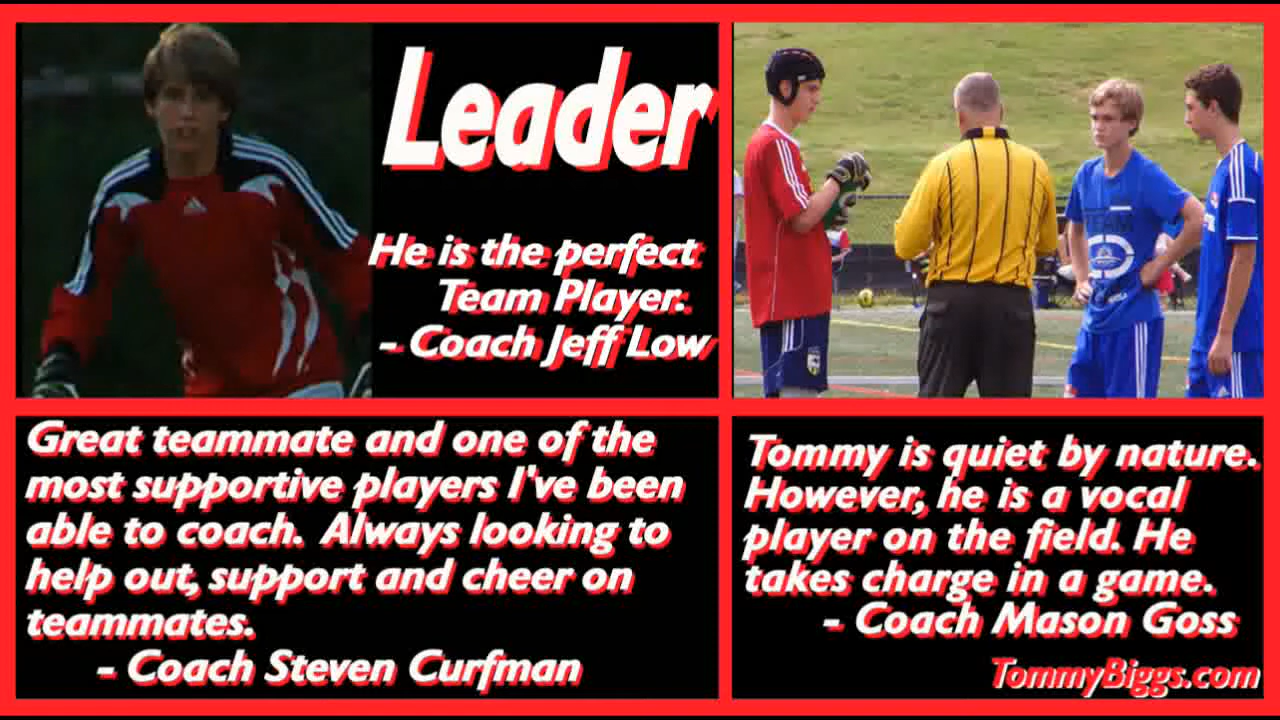 Leader
He is the perfect
Team Player.
- Coach Jeff Low
Great teammate and one of the
most supportive players I've been
able to coach. Always looking to
help out, support and cheer on
teammates.
- Coach Steven Curfman
Tommy is quiet by nature.
However, he is a vocal
player on the field. He
takes charge in a game.
- Coach Mason Goss
TommyBiggs.com